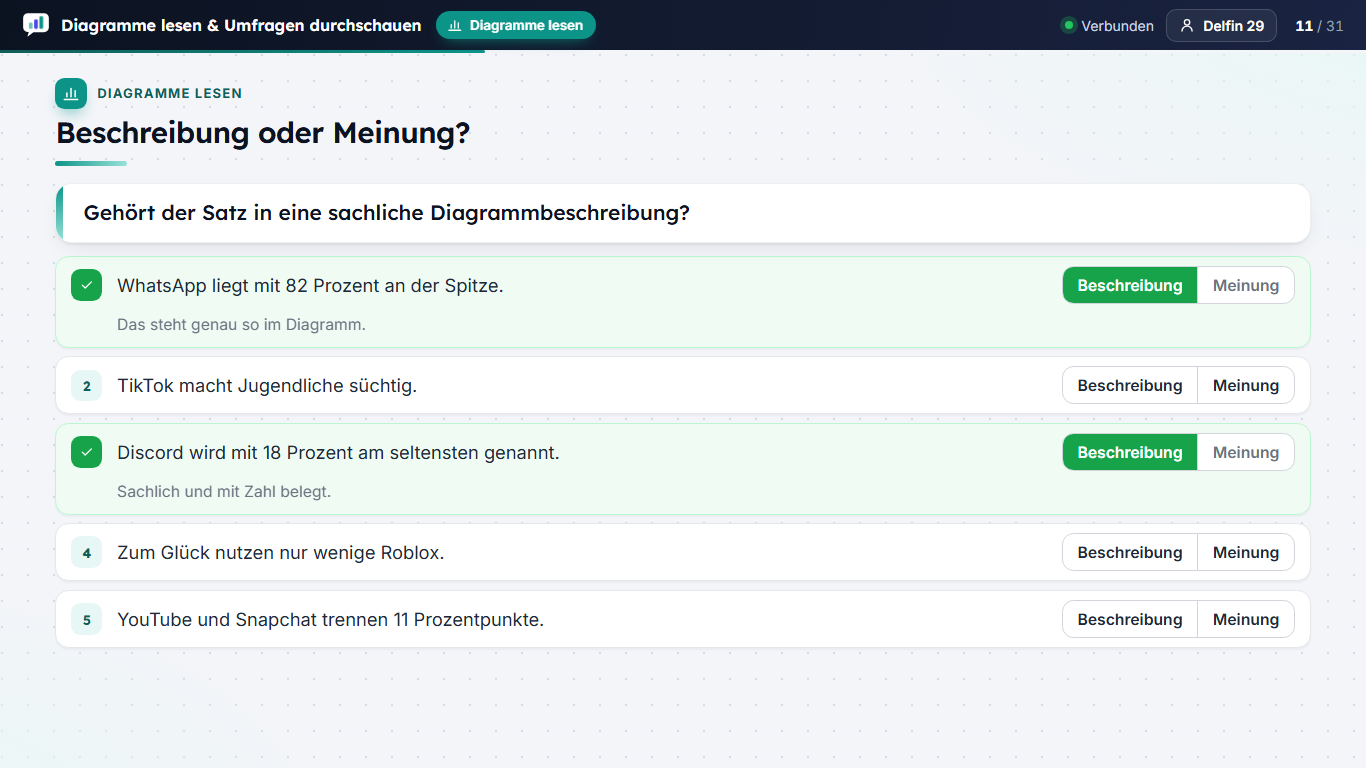 Diagramme lesen & Umfragen durchschauen Diagramme lesen Verbunden Delfin 29 11 / 31
DIAGRAMME LESEN
Beschreibung oder Meinung?
Gehört der Satz in eine sachliche Diagrammbeschreibung?
WhatsApp liegt mit 82 Prozent an der Spitze. Beschreibung Meinung
Das steht genau so im Diagramm.
2 TikTok macht Jugendliche süchtig. Beschreibung Meinung
Discord wird mit 18 Prozent am seltensten genannt. Beschreibung Meinung
Sachlich und mit Zahl belegt.
4 Zum Glück nutzen nur wenige Roblox. Beschreibung Meinung
5 YouTube und Snapchat trennen 11 Prozentpunkte. Beschreibung Meinung